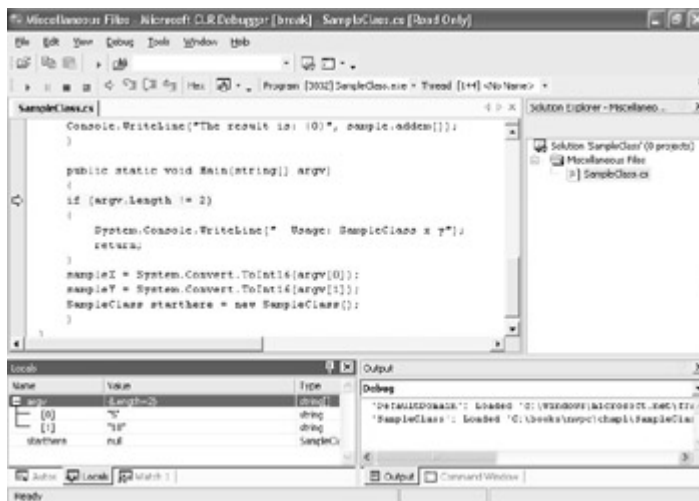 Miscellaneous Files - Microsoft CLR Debugger [break] - SampleClass.cs [Read Only]
File Edit View Debug Tools Window Help
Hex Program [3032] SampleClass.exe Thread [144] <No Name>
SampleClass.cs
Console.WriteLine("The result is: {0}", sample.addem());
}
public static void Main(string[] argv)
{
if (argv.Length != 2)
{
System.Console.WriteLine(" Usage: SampleClass x y");
return;
}
sampleX = System.Convert.ToInt16(argv[0]);
sampleY = System.Convert.ToInt16(argv[1]);
SampleClass starthere = new SampleClass();
}
}
Solution Explorer - Miscellaneo...
Solution 'SampleClass' (0 projects)
Miscellaneous Files
SampleClass.cs
Locals
Name Value Type
argv {Length=2} string[]
[0] "5" string
[1] "10" string
starthere null SampleCl
Autos Locals Watch 1
Output
Debug
'DefaultDomain': Loaded 'c:\windows\microsoft.net\fra
'SampleClass': Loaded 'C:\books\nwpc\chap1\SampleClas
Output Command Window
Ready